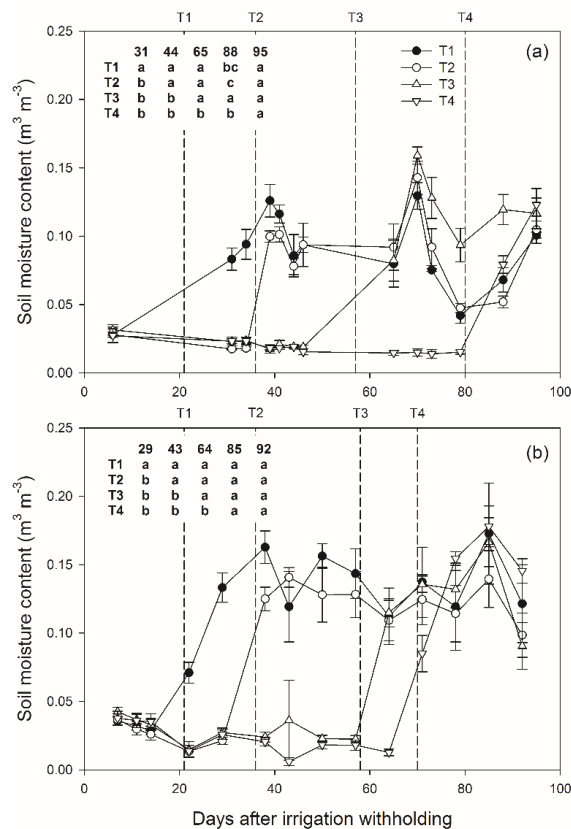 T1 T2 T3 T4
0.25
(a)
31 44 65 88 95
T1 a a a bc a
T2 b a a c a
T3 b b a a a
T4 b b b b a
T1
T2
T3
T4
0.20
0.15
0.10
0.05
0.00
Soil moisture content (m³ m⁻³)
0 20 40 60 80 100
T1 T2 T3 T4
0.25
(b)
29 43 64 85 92
T1 a a a a a
T2 b a a a a
T3 b b a a a
T4 b b b a a
0.20
0.15
0.10
0.05
0.00
Soil moisture content (m³ m⁻³)
0 20 40 60 80 100
Days after irrigation withholding